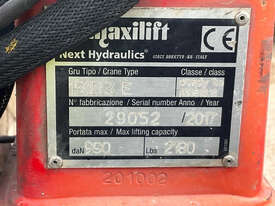 maxilift
Next Hydraulics®
CE
Gru Tipo / Crane Type
Classe / class
N° fabbricazione / Serial number Anno / Year
29052 / 2017
Portata max / Max lifting capacity
daN 990 Lbs 2180
201002